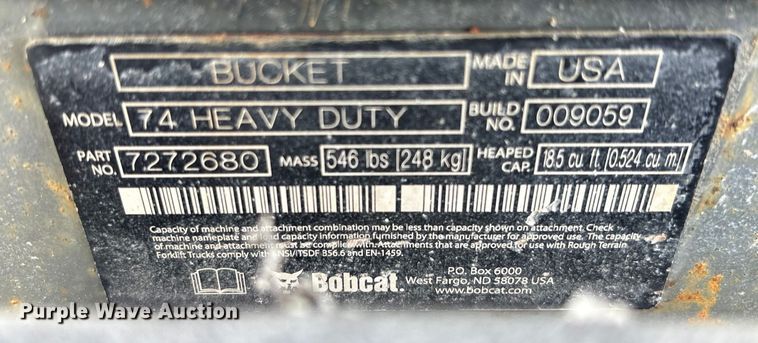 BUCKET
MADE IN USA
MODEL 74 HEAVY DUTY
BUILD NO. 009059
PART NO. 7272680 MASS 546 lbs [248 kg] HEAPED CAP. 18.5 cu. ft. [0.524 cu. m.]
Capacity of machine and attachment combination may be less than capacity shown on attachment. Check
machine nameplate and load capacity information furnished by the manufacturer for approved use. The capacity
of machine and attachment must be complied with. Attachments that are approved for use with Rough Terrain
Forklift Trucks comply with ANSI/ITSDF B56.6 and EN-1459.
Bobcat.
P.O. Box 6000
West Fargo, ND 58078 USA
www.bobcat.com
Purple Wave Auction